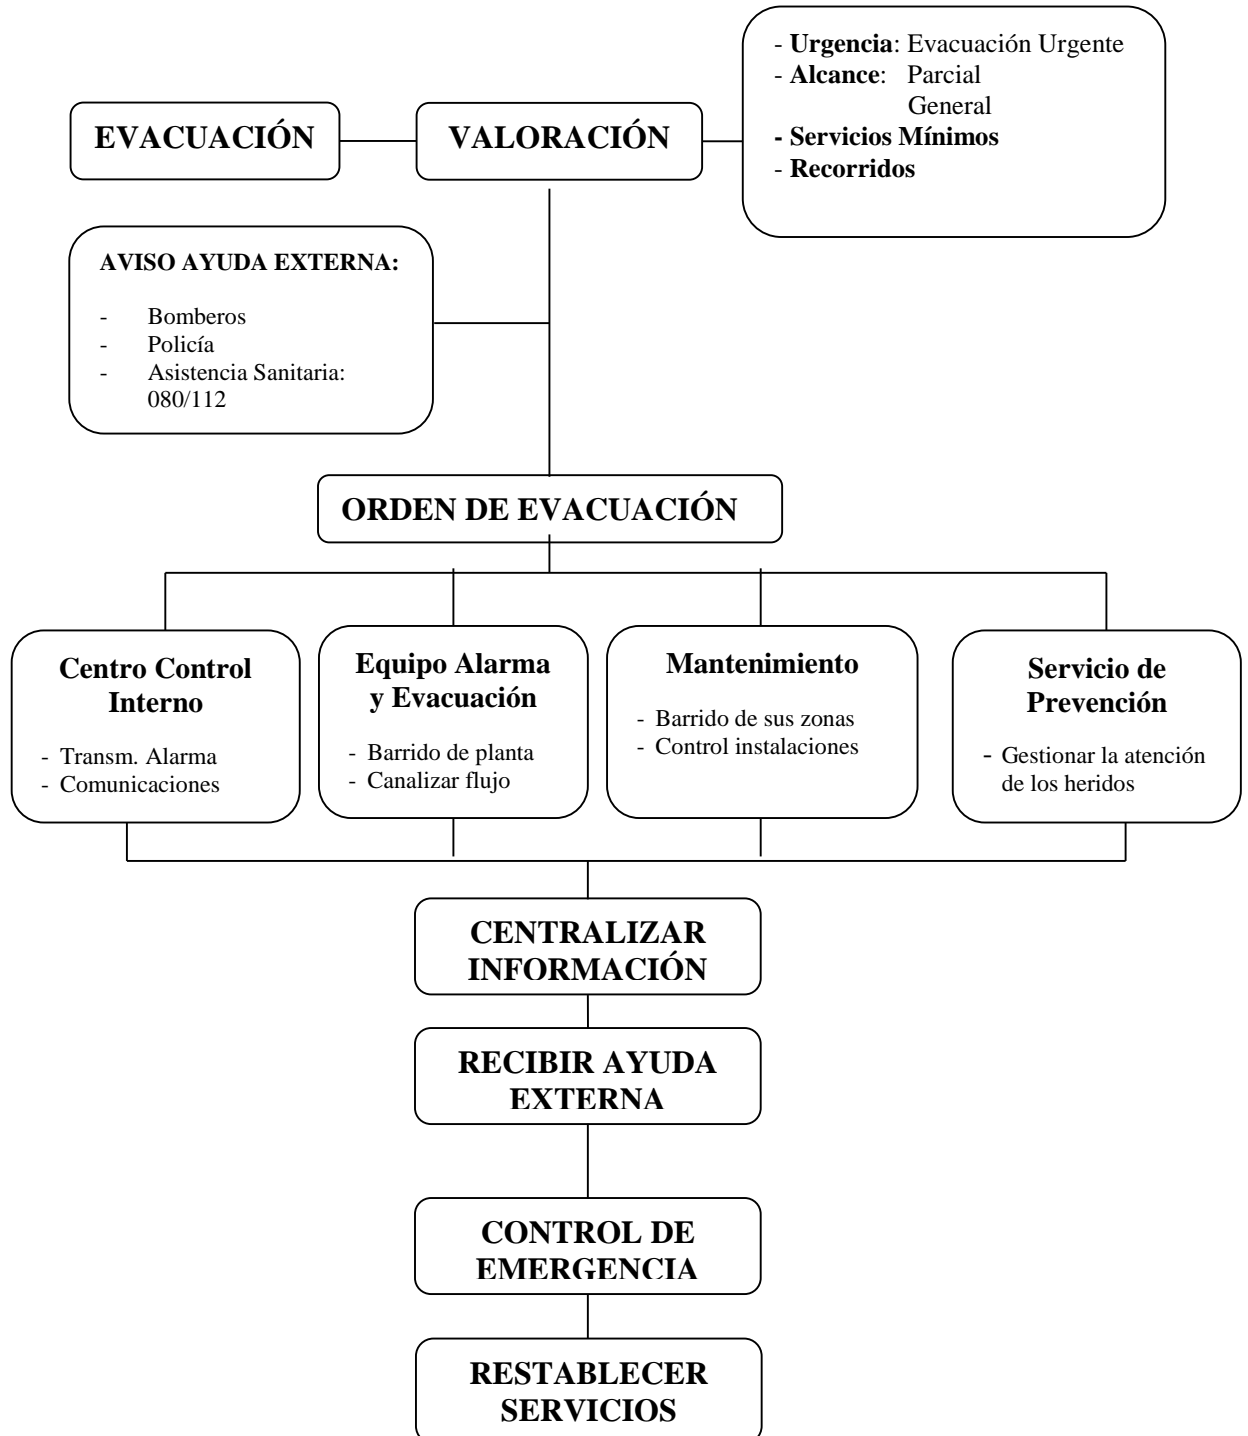 - Urgencia: Evacuación Urgente
- Alcance: Parcial
General
- Servicios Mínimos
- Recorridos
EVACUACIÓN
VALORACIÓN
AVISO AYUDA EXTERNA:
- Bomberos
- Policía
- Asistencia Sanitaria:
080/112
ORDEN DE EVACUACIÓN
Centro Control
Interno
- Transm. Alarma
- Comunicaciones
Equipo Alarma
y Evacuación
- Barrido de planta
- Canalizar flujo
Mantenimiento
- Barrido de sus zonas
- Control instalaciones
Servicio de
Prevención
- Gestionar la atención
de los heridos
CENTRALIZAR
INFORMACIÓN
RECIBIR AYUDA
EXTERNA
CONTROL DE
EMERGENCIA
RESTABLECER
SERVICIOS